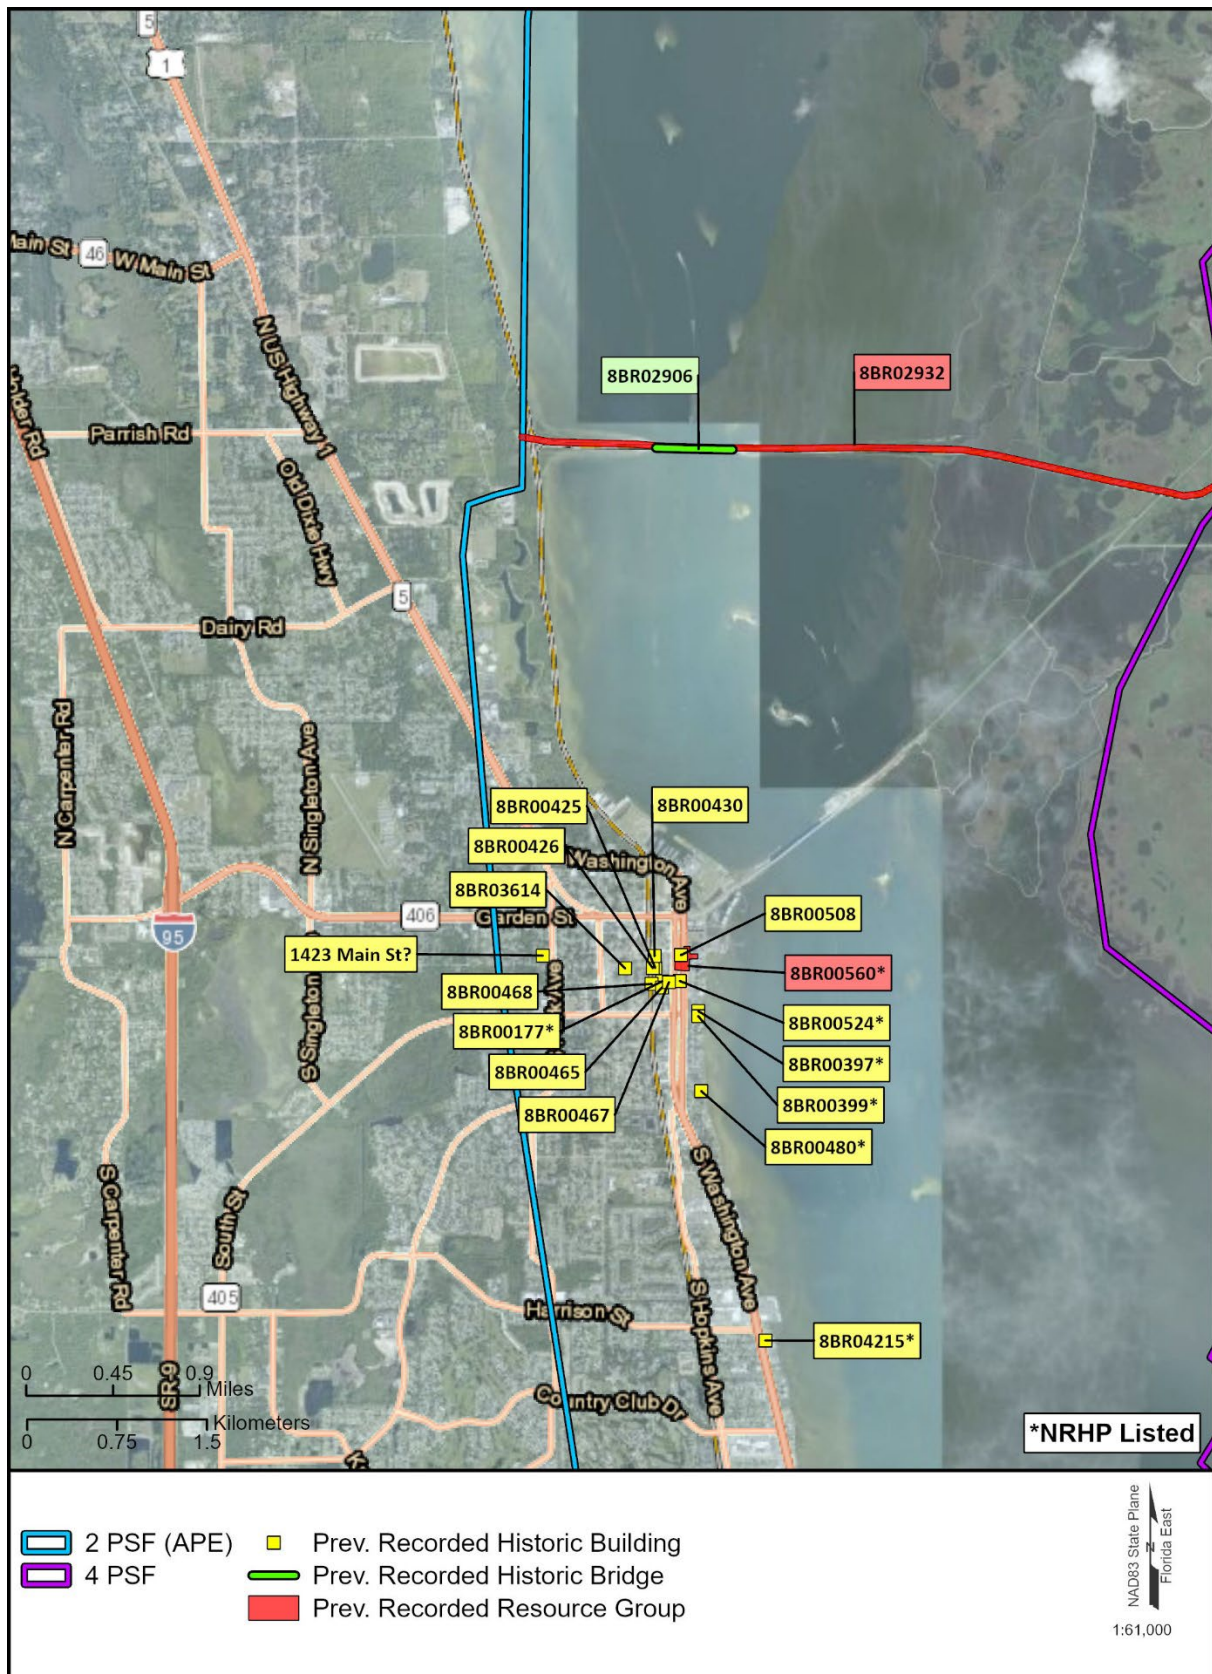 5
1
Main St
46
W Main St
N US Highway 1
8BR02906
8BR02932
Holder Rd
Parrish Rd
Old Dixie Hwy
5
Dairy Rd
N Carpenter Rd
N Singleton Ave
8BR00425
8BR00430
8BR00426
Washington Ave
8BR03614
406
Garden St
8BR00508
95
1423 Main St?
8BR00560*
8BR00468
k Ave
8BR00177*
8BR00524*
S Singleton
8BR00465
8BR00397*
8BR00467
8BR00399*
8BR00480*
S Carpenter Rd
South St
S Washington Ave
405
Harrison St
S Hopkins Ave
8BR04215*
SR 9
Country Club Dr
K
0 0.45 0.9
Miles
Kilometers
0 0.75 1.5
*NRHP Listed
2 PSF (APE)
4 PSF
Prev. Recorded Historic Building
Prev. Recorded Historic Bridge
Prev. Recorded Resource Group
NAD83 State Plane
Florida East
N
1:61,000